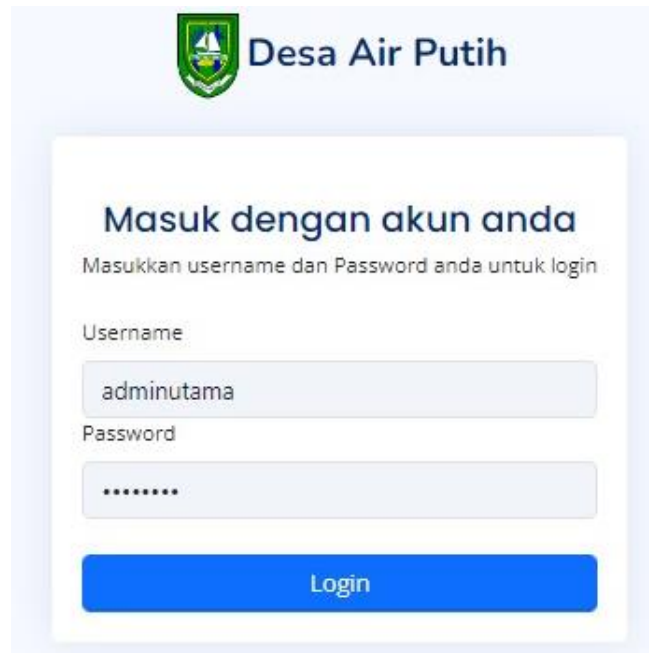 Desa Air Putih
Masuk dengan akun anda
Masukkan username dan Password anda untuk login
Username
adminutama
Password
••••••••
Login